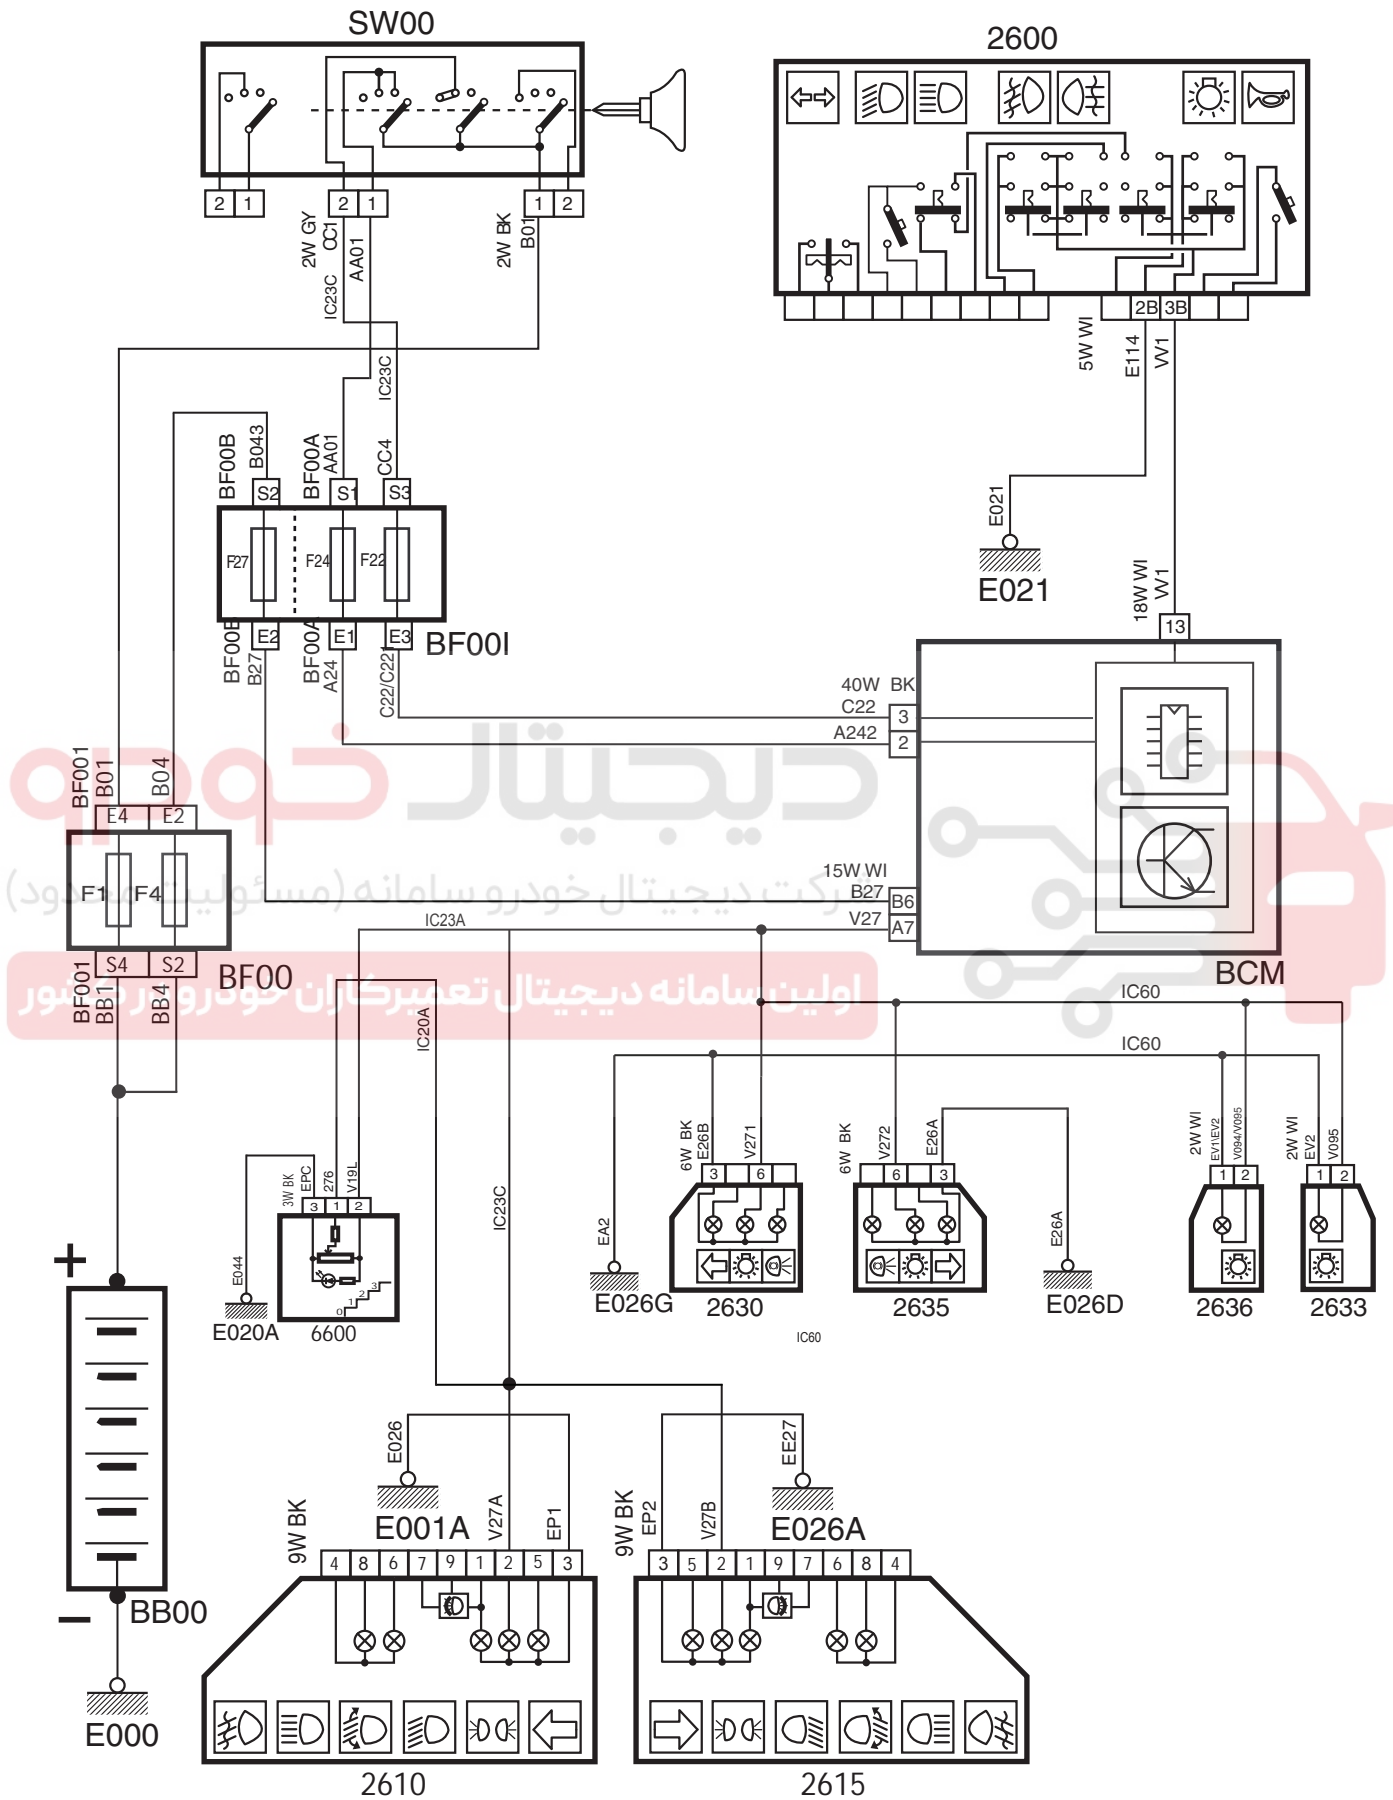 SW00
2600
2 1
2 1
1 2
2W GY
CC1
AA01
IC23C
2W BK
B01
2B 3B
5W WI
E114
VV1
IC23C
BF00B
B043
BF00A
AA01
CC4
S2
S1
S3
F27
F24
F22
E2
E1
E3
BF00I
BF00B
B27
BF00A
A24
C22/C22T
E021
E021
18W WI
VV1
13
40W BK
C22
3
A242
2
دیجیتال خودرو
BF001
B01
B04
E4 E2
F1 F4
S4 S2
BF00
BF001
BB1
BB4
شرکت دیجیتال خودرو سامانه (مسئولیت محدود)
15W WI
B27
B6
V27
A7
IC23A
BCM
اولین سامانه دیجیتال تعمیرکاران خودرو در کشور
IC60
IC60
IC20A
IC23C
6W BK
E26B
V271
3 6
6W BK
V272
E26A
6 3
2W WI
EV1\EV2
V094/V095
1 2
2W WI
EV2
V095
1 2
3W BK
EPC
276
V19L
3 1 2
E044
E020A
0 1 2 3
6600
EA2
E026G
2630
2635
E26A
E026D
2636
2633
IC60
+
−
BB00
E000
E026
E001A
9W BK
V27A
EP1
4 8 6 7 9 1 2 5 3
2610
EE27
E026A
9W BK
EP2
V27B
3 5 2 1 9 7 6 8 4
2615